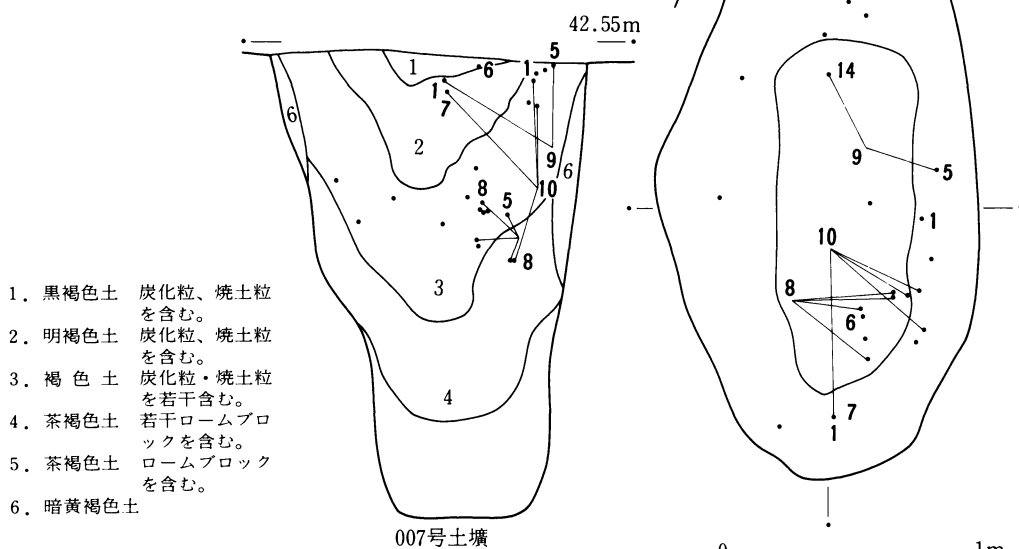 42.55m
5
1
6
1
1
7
6
2
9
6
10
8
5
8
3
4
14
9
5
1
10
8
6
7
1
1. 黒褐色土 炭化粒、焼土粒
を含む。
2. 明褐色土 炭化粒、焼土粒
を含む。
3. 褐色土 炭化粒・焼土粒
を若干含む。
4. 茶褐色土 若干ロームブロ
ックを含む。
5. 茶褐色土 ロームブロック
を含む。
6. 暗黄褐色土
007号土壙
0 1m